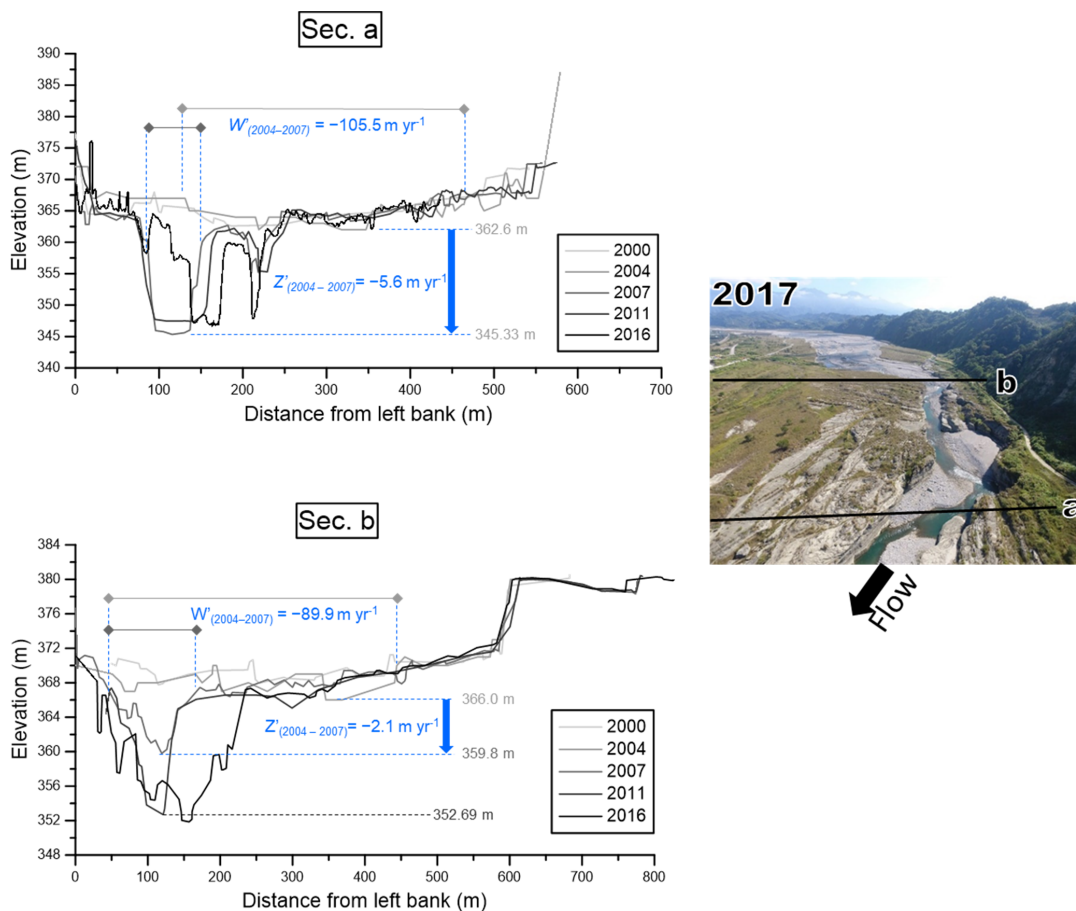 Sec. a
390
385
380
375
370
365
360
355
350
345
340
Elevation (m)
W'(2004–2007) = −105.5 m yr-1
362.6 m
Z'(2004 – 2007) = −5.6 m yr-1
345.33 m
2000
2004
2007
2011
2016
0 100 200 300 400 500 600 700
Distance from left bank (m)
2017
b
a
Flow
Sec. b
384
380
376
372
368
364
360
356
352
348
Elevation (m)
W'(2004–2007) = −89.9 m yr-1
366.0 m
Z'(2004 – 2007) = −2.1 m yr-1
359.8 m
352.69 m
2000
2004
2007
2011
2016
0 100 200 300 400 500 600 700 800
Distance from left bank (m)